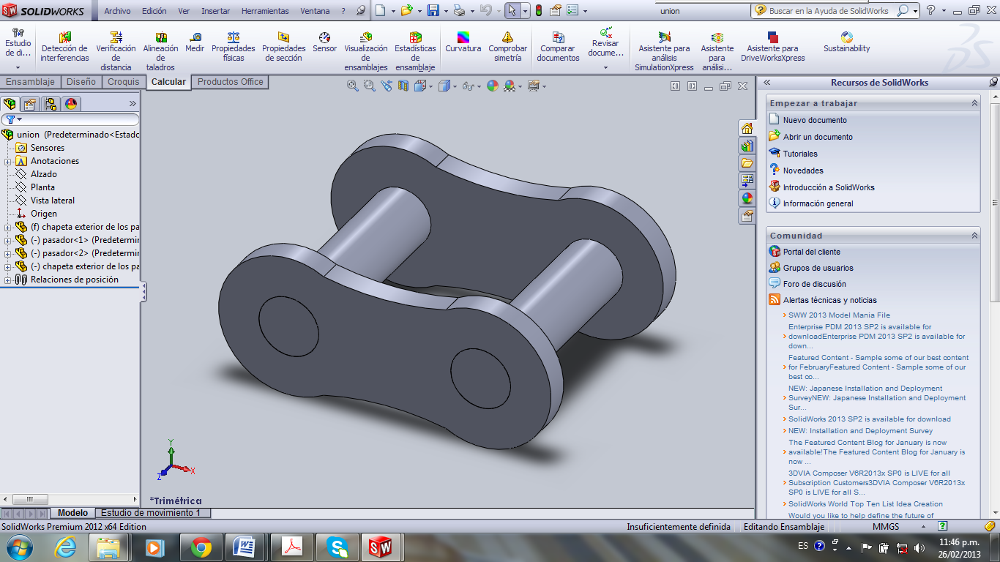 SOLIDWORKS
Archivo Edición Ver Insertar Herramientas Ventana ?
union
Buscar en la Ayuda de SolidWorks
?
Estudio
de di...
Detección de
interferencias
Verificación
de
distancia
Alineación
de
taladros
Medir
Propiedades
físicas
Propiedades
de sección
Sensor
Visualización
de
ensamblajes
Estadísticas
de
ensamblaje
Curvatura
Comprobar
simetría
Comparar
documentos
Revisar
docume...
Asistente para
análisis
SimulationXpress
Asistente
para
análisi...
Asistente para
DriveWorksXpress
Sustainability
Ensamblaje Diseño Croquis Calcular Productos Office
union (Predeterminado<Estado
Sensores
Anotaciones
Alzado
Planta
Vista lateral
Origen
(f) chapeta exterior de los pa
(-) pasador<1> (Predetermin
(-) pasador<2> (Predetermin
(-) chapeta exterior de los pa
Relaciones de posición
Y
X
Z
*Trimétrica
Recursos de SolidWorks
Empezar a trabajar
Nuevo documento
Abrir un documento
Tutoriales
Novedades
Introducción a SolidWorks
Información general
Comunidad
Portal del cliente
Grupos de usuarios
Foro de discusión
Alertas técnicas y noticias
SWW 2013 Model Mania File
Enterprise PDM 2013 SP2 is available for
downloadEnterprise PDM 2013 SP2 is available for
down...
Featured Content - Sample some of our best content
for FebruaryFeatured Content - Sample some of our
best co...
NEW: Japanese Installation and Deployment
SurveyNEW: Japanese Installation and Deployment
Sur...
SolidWorks 2013 SP2 is available for download
NEW: Installation and Deployment Survey
The Featured Content Blog for January is now
available!The Featured Content Blog for January is
now ...
3DVIA Composer V6R2013x SP0 is LIVE for all
Subscription Customers3DVIA Composer V6R2013x
SP0 is LIVE for all S...
SolidWorks World Top Ten List Idea Creation
Would you like to help define the future of
Modelo Estudio de movimiento 1
SolidWorks Premium 2012 x64 Edition
Insuficientemente definida Editando Ensamblaje MMGS
ES
11:46 p.m.
26/02/2013